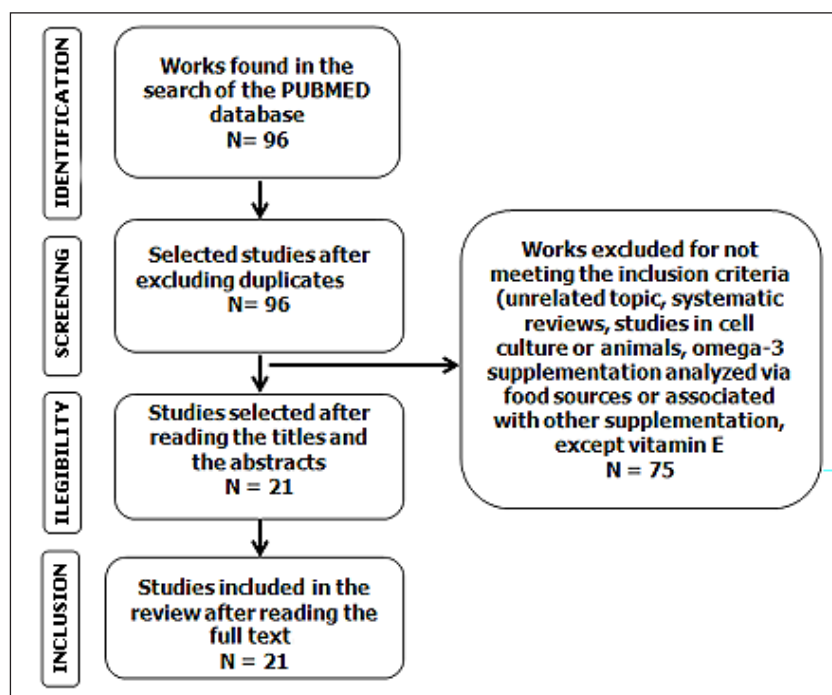 IDENTIFICATION
Works found in the
search of the PUBMED
database
N= 96
SCREENING
Selected studies after
excluding duplicates
N= 96
Works excluded for not
meeting the inclusion criteria
(unrelated topic, systematic
reviews, studies in cell
culture or animals, omega-3
supplementation analyzed via
food sources or associated
with other supplementation,
except vitamin E
N = 75
ILEGIBILITY
Studies selected after
reading the titles and
the abstracts
N = 21
INCLUSION
Studies included in the
review after reading the
full text
N = 21